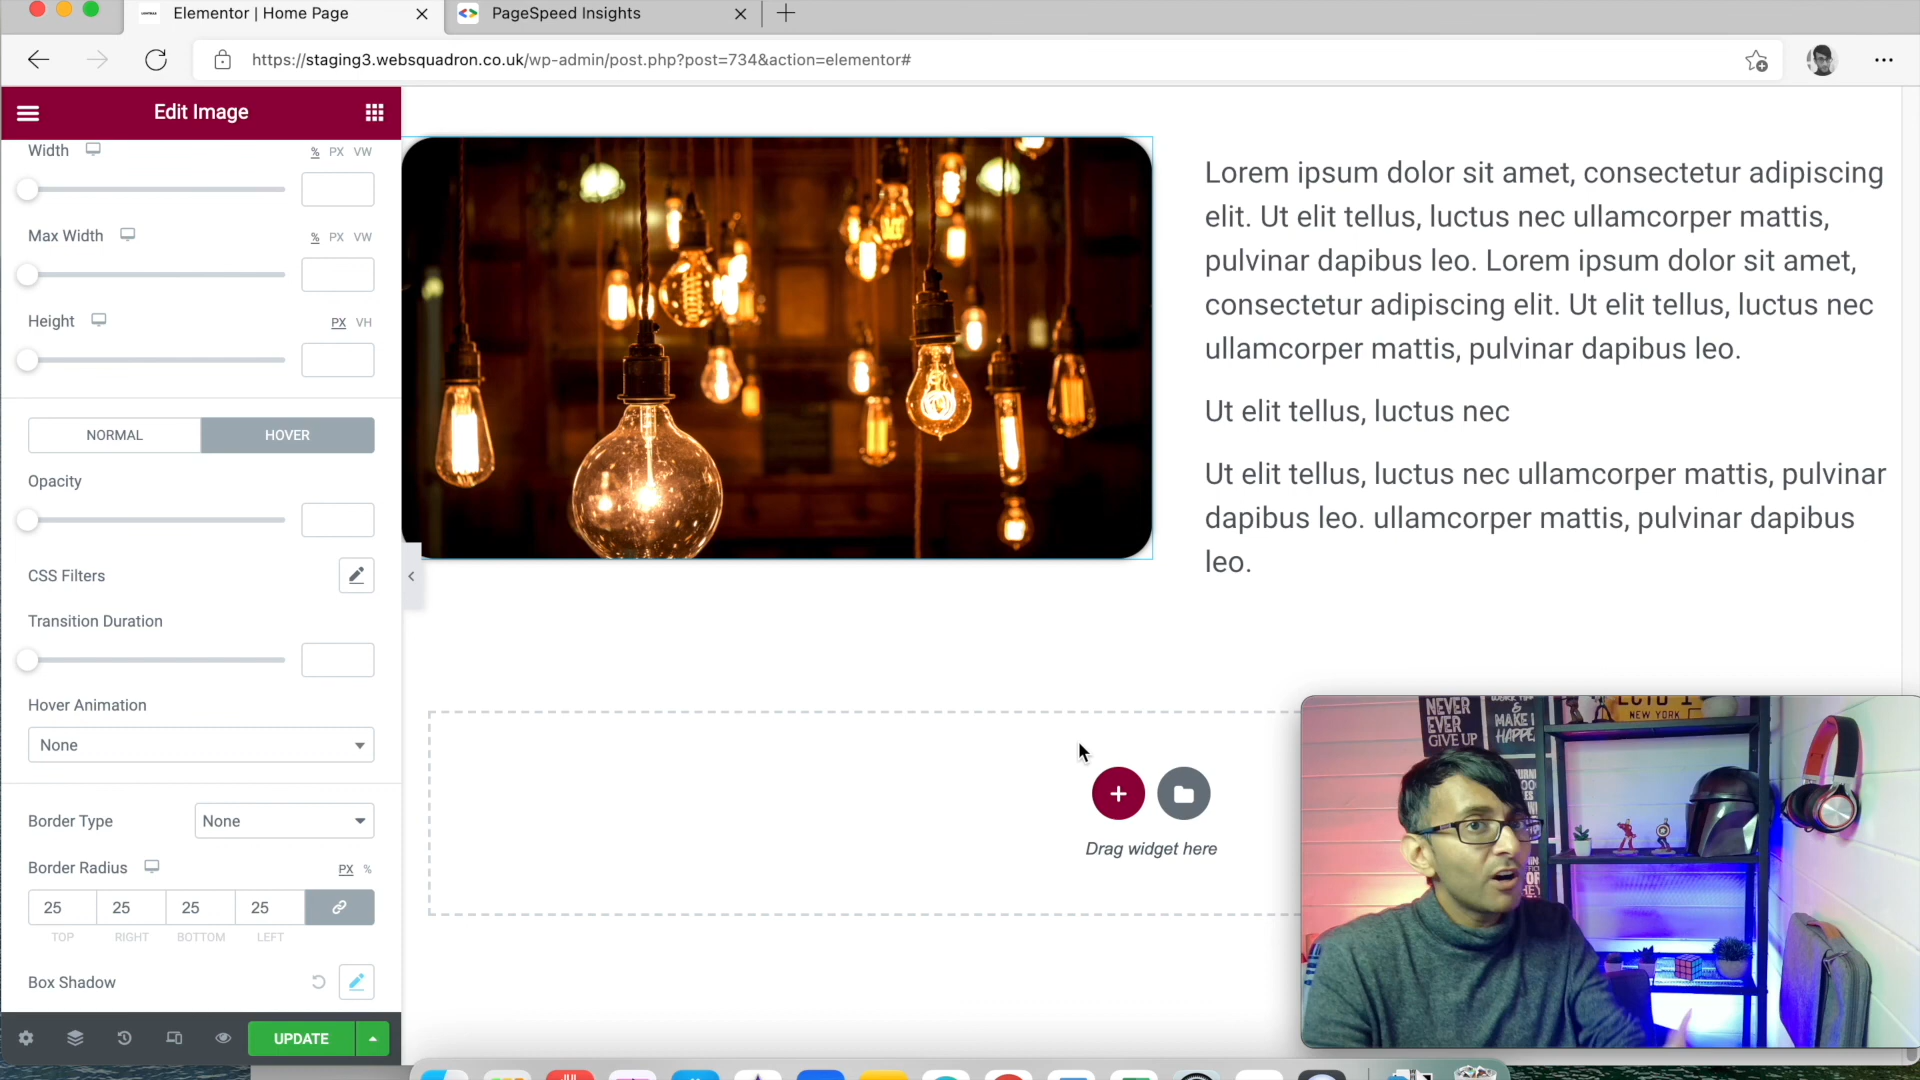 Elementor | Home Page
PageSpeed Insights
https://staging3.websquadron.co.uk/wp-admin/post.php?post=734&action=elementor#
Edit Image
Width
% PX VW
Max Width
% PX VW
Height
PX VH
NORMAL
HOVER
Opacity
CSS Filters
Transition Duration
Hover Animation
None
Border Type
None
Border Radius
PX %
25 25 25 25
TOP RIGHT BOTTOM LEFT
Box Shadow
UPDATE
Lorem ipsum dolor sit amet, consectetur adipiscing
elit. Ut elit tellus, luctus nec ullamcorper mattis,
pulvinar dapibus leo. Lorem ipsum dolor sit amet,
consectetur adipiscing elit. Ut elit tellus, luctus nec
ullamcorper mattis, pulvinar dapibus leo.
Ut elit tellus, luctus nec
Ut elit tellus, luctus nec ullamcorper mattis, pulvinar
dapibus leo. ullamcorper mattis, pulvinar dapibus
leo.
Drag widget here
NEVER
EVER
GIVE UP
&
MAKE I
HAPPE
NEW YORK